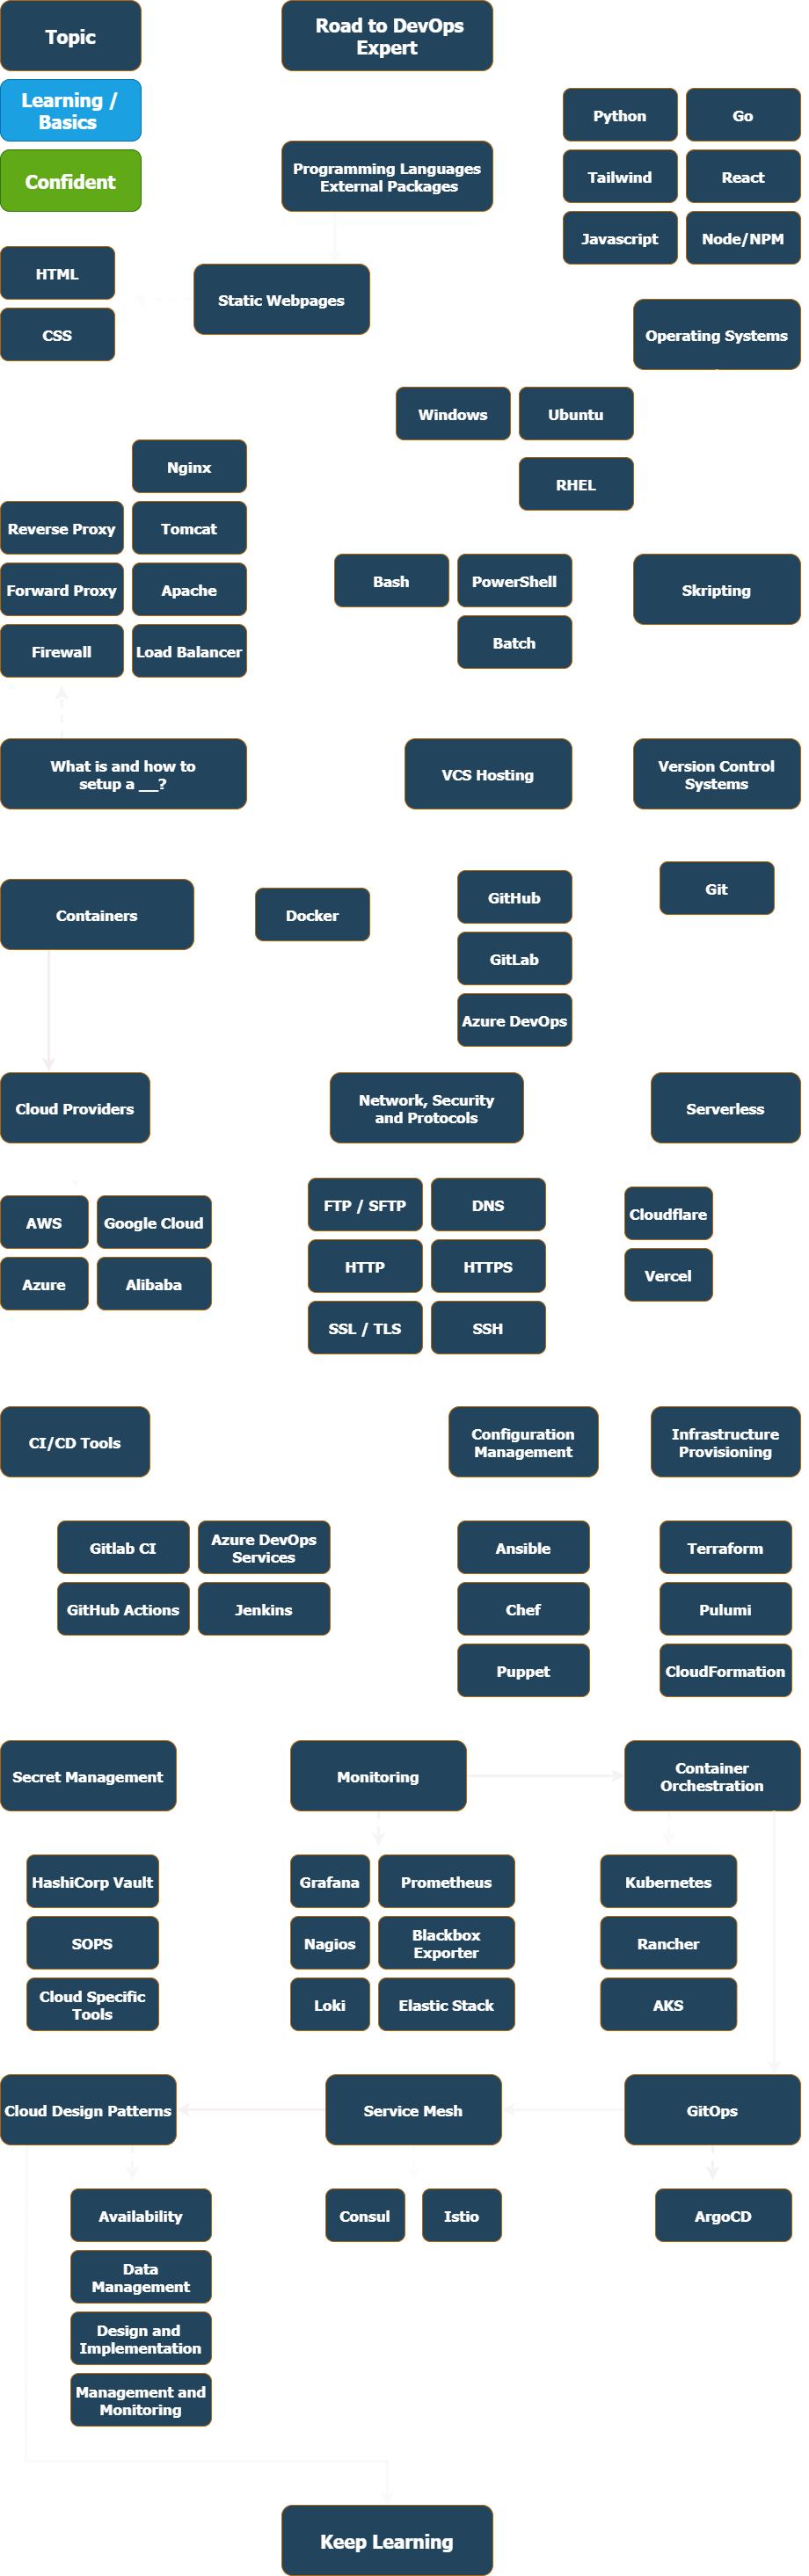 Topic
Road to DevOps
Expert
Learning /
Basics
Confident
Programming Languages
External Packages
Python
Go
Tailwind
React
Javascript
Node/NPM
HTML
CSS
Static Webpages
Operating Systems
Windows
Ubuntu
RHEL
Nginx
Reverse Proxy
Tomcat
Forward Proxy
Apache
Firewall
Load Balancer
Bash
PowerShell
Batch
Skripting
What is and how to
setup a __?
VCS Hosting
Version Control
Systems
Containers
Docker
GitHub
GitLab
Azure DevOps
Git
Cloud Providers
Network, Security
and Protocols
Serverless
AWS
Google Cloud
Azure
Alibaba
FTP / SFTP
DNS
HTTP
HTTPS
SSL / TLS
SSH
Cloudflare
Vercel
CI/CD Tools
Configuration
Management
Infrastructure
Provisioning
Gitlab CI
Azure DevOps
Services
GitHub Actions
Jenkins
Ansible
Chef
Puppet
Terraform
Pulumi
CloudFormation
Secret Management
Monitoring
Container
Orchestration
HashiCorp Vault
SOPS
Cloud Specific
Tools
Grafana
Prometheus
Nagios
Blackbox
Exporter
Loki
Elastic Stack
Kubernetes
Rancher
AKS
Cloud Design Patterns
Service Mesh
GitOps
Availability
Data
Management
Design and
Implementation
Management and
Monitoring
Consul
Istio
ArgoCD
Keep Learning